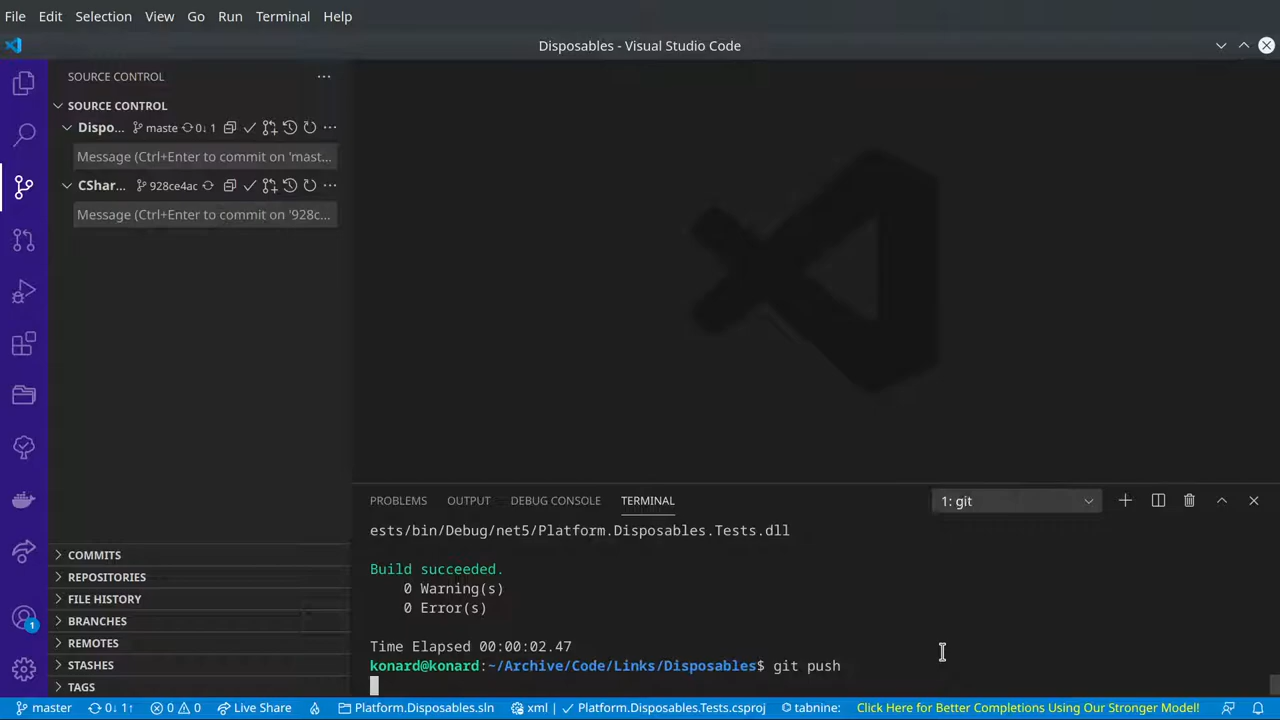 File Edit Selection View Go Run Terminal Help
Disposables - Visual Studio Code
SOURCE CONTROL
SOURCE CONTROL
Dispo... maste 0↓ 1
Message (Ctrl+Enter to commit on 'mast...
CShar... 928ce4ac
Message (Ctrl+Enter to commit on '928c...
COMMITS
REPOSITORIES
FILE HISTORY
BRANCHES
REMOTES
STASHES
TAGS
1
PROBLEMS OUTPUT DEBUG CONSOLE TERMINAL 1: git
ests/bin/Debug/net5/Platform.Disposables.Tests.dll
Build succeeded.
0 Warning(s)
0 Error(s)
Time Elapsed 00:00:02.47
konard@konard:~/Archive/Code/Links/Disposables$ git push
master 0↓ 1↑ 0 0 Live Share Platform.Disposables.sln xml Platform.Disposables.Tests.csproj tabnine: Click Here for Better Completions Using Our Stronger Model!